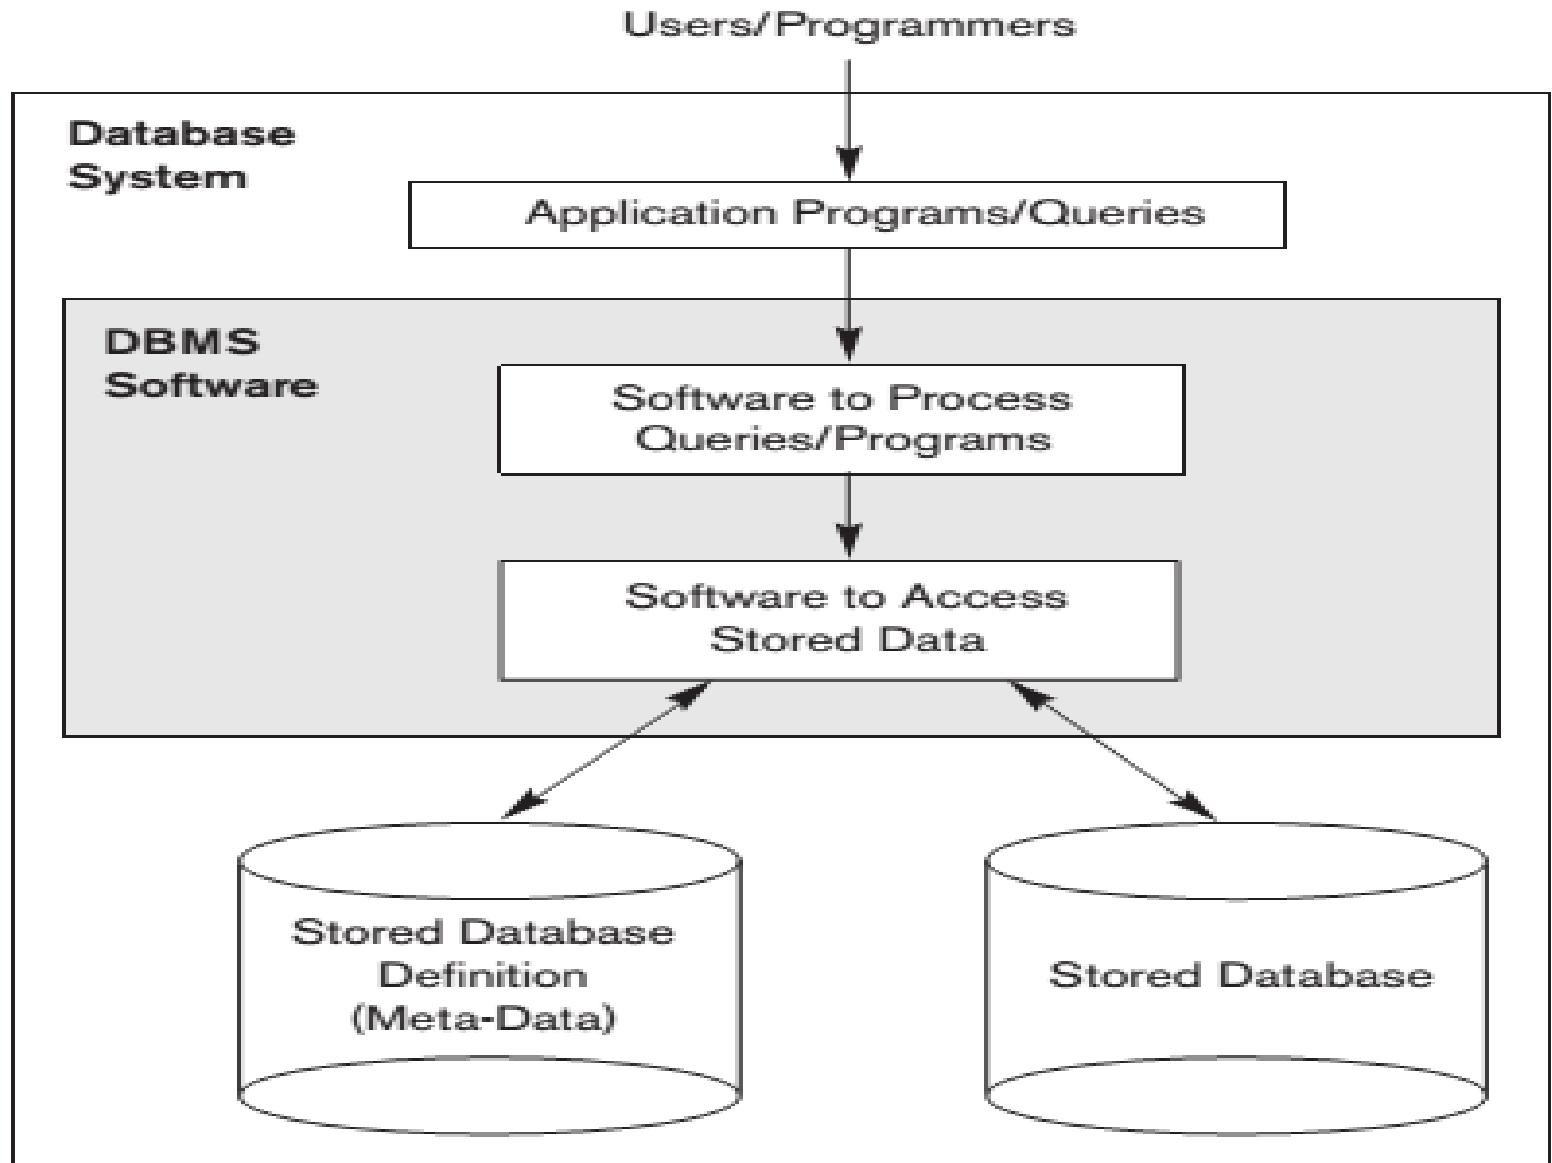 Users/Programmers
Database
System
Application Programs/Queries
DBMS
Software
Software to Process
Queries/Programs
Software to Access
Stored Data
Stored Database
Definition
(Meta-Data)
Stored Database